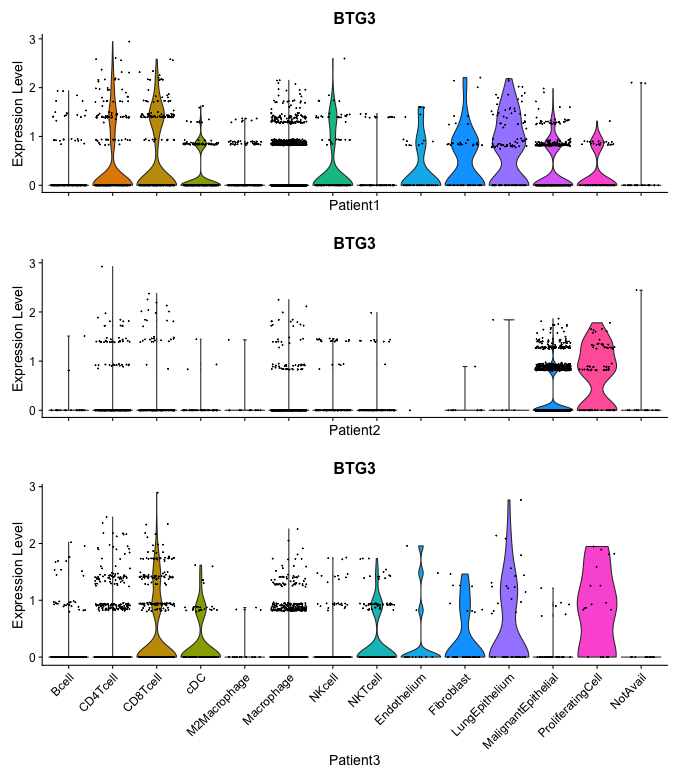 BTG3
Expression Level
3
2
1
0
Patient1
BTG3
Expression Level
3
2
1
0
Patient2
BTG3
Expression Level
3
2
1
0
Bcell
CD4Tcell
CD8Tcell
cDC
M2Macrophage
Macrophage
NKcell
NKTcell
Endothelium
Fibroblast
LungEpithelium
MalignantEpithelial
ProliferatingCell
NotAvail
Patient3